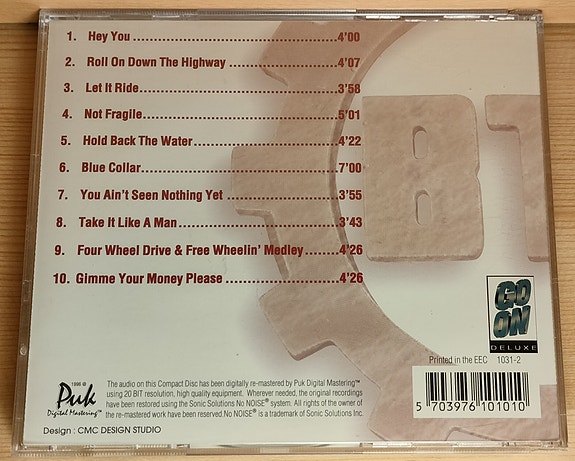 1. Hey You ........................................ 4'00
2. Roll On Down The Highway ...................... 4'07
3. Let It Ride .................................... 3'58
4. Not Fragile .................................... 5'01
5. Hold Back The Water ............................ 4'22
6. Blue Collar .................................... 7'00
7. You Ain't Seen Nothing Yet ..................... 3'55
8. Take It Like A Man ............................. 3'43
9. Four Wheel Drive & Free Wheelin' Medley ........ 4'26
10. Gimme Your Money Please ....................... 4'26
BT
GO
ON
DELUXE
Printed in the EEC 1031-2
1996 ®
Puk
Digital Mastering™
The audio on this Compact Disc has been digitally re-mastered by Puk Digital Mastering™
using 20 BIT resolution, high quality equipment. Wherever needed, the original recordings
have been restored using the Sonic Solutions No NOISE® system. All rights of the owner of
the re-mastered work have been reserved.No NOISE® is a trademark of Sonic Solutions Inc.
Design : CMC DESIGN STUDIO
5 703976 101010